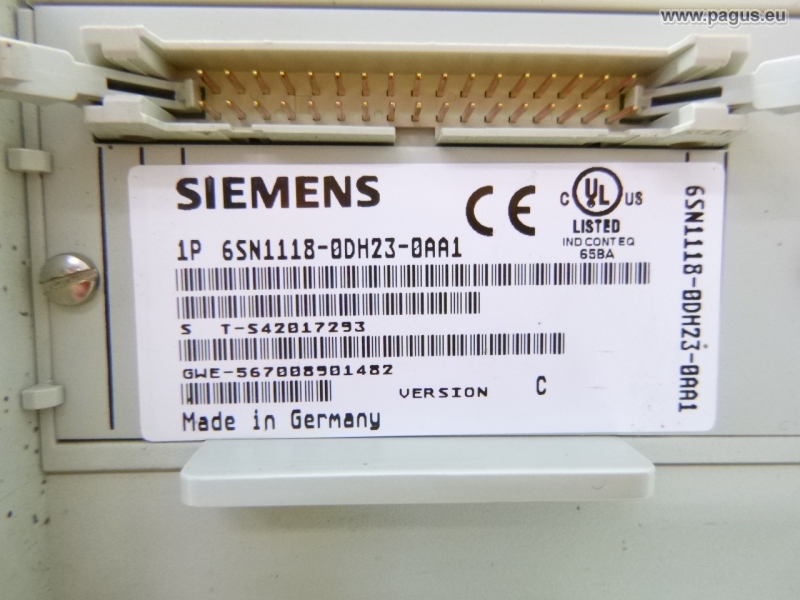 www.pagus.eu
SIEMENS
CE
C UL US
LISTED
IND CONT EQ
65BA
1P 6SN1118-0DH23-0AA1
S T-S42017293
GWE-567008901482
VERSION C
Made in Germany
6SN1118-0DH23-0AA1